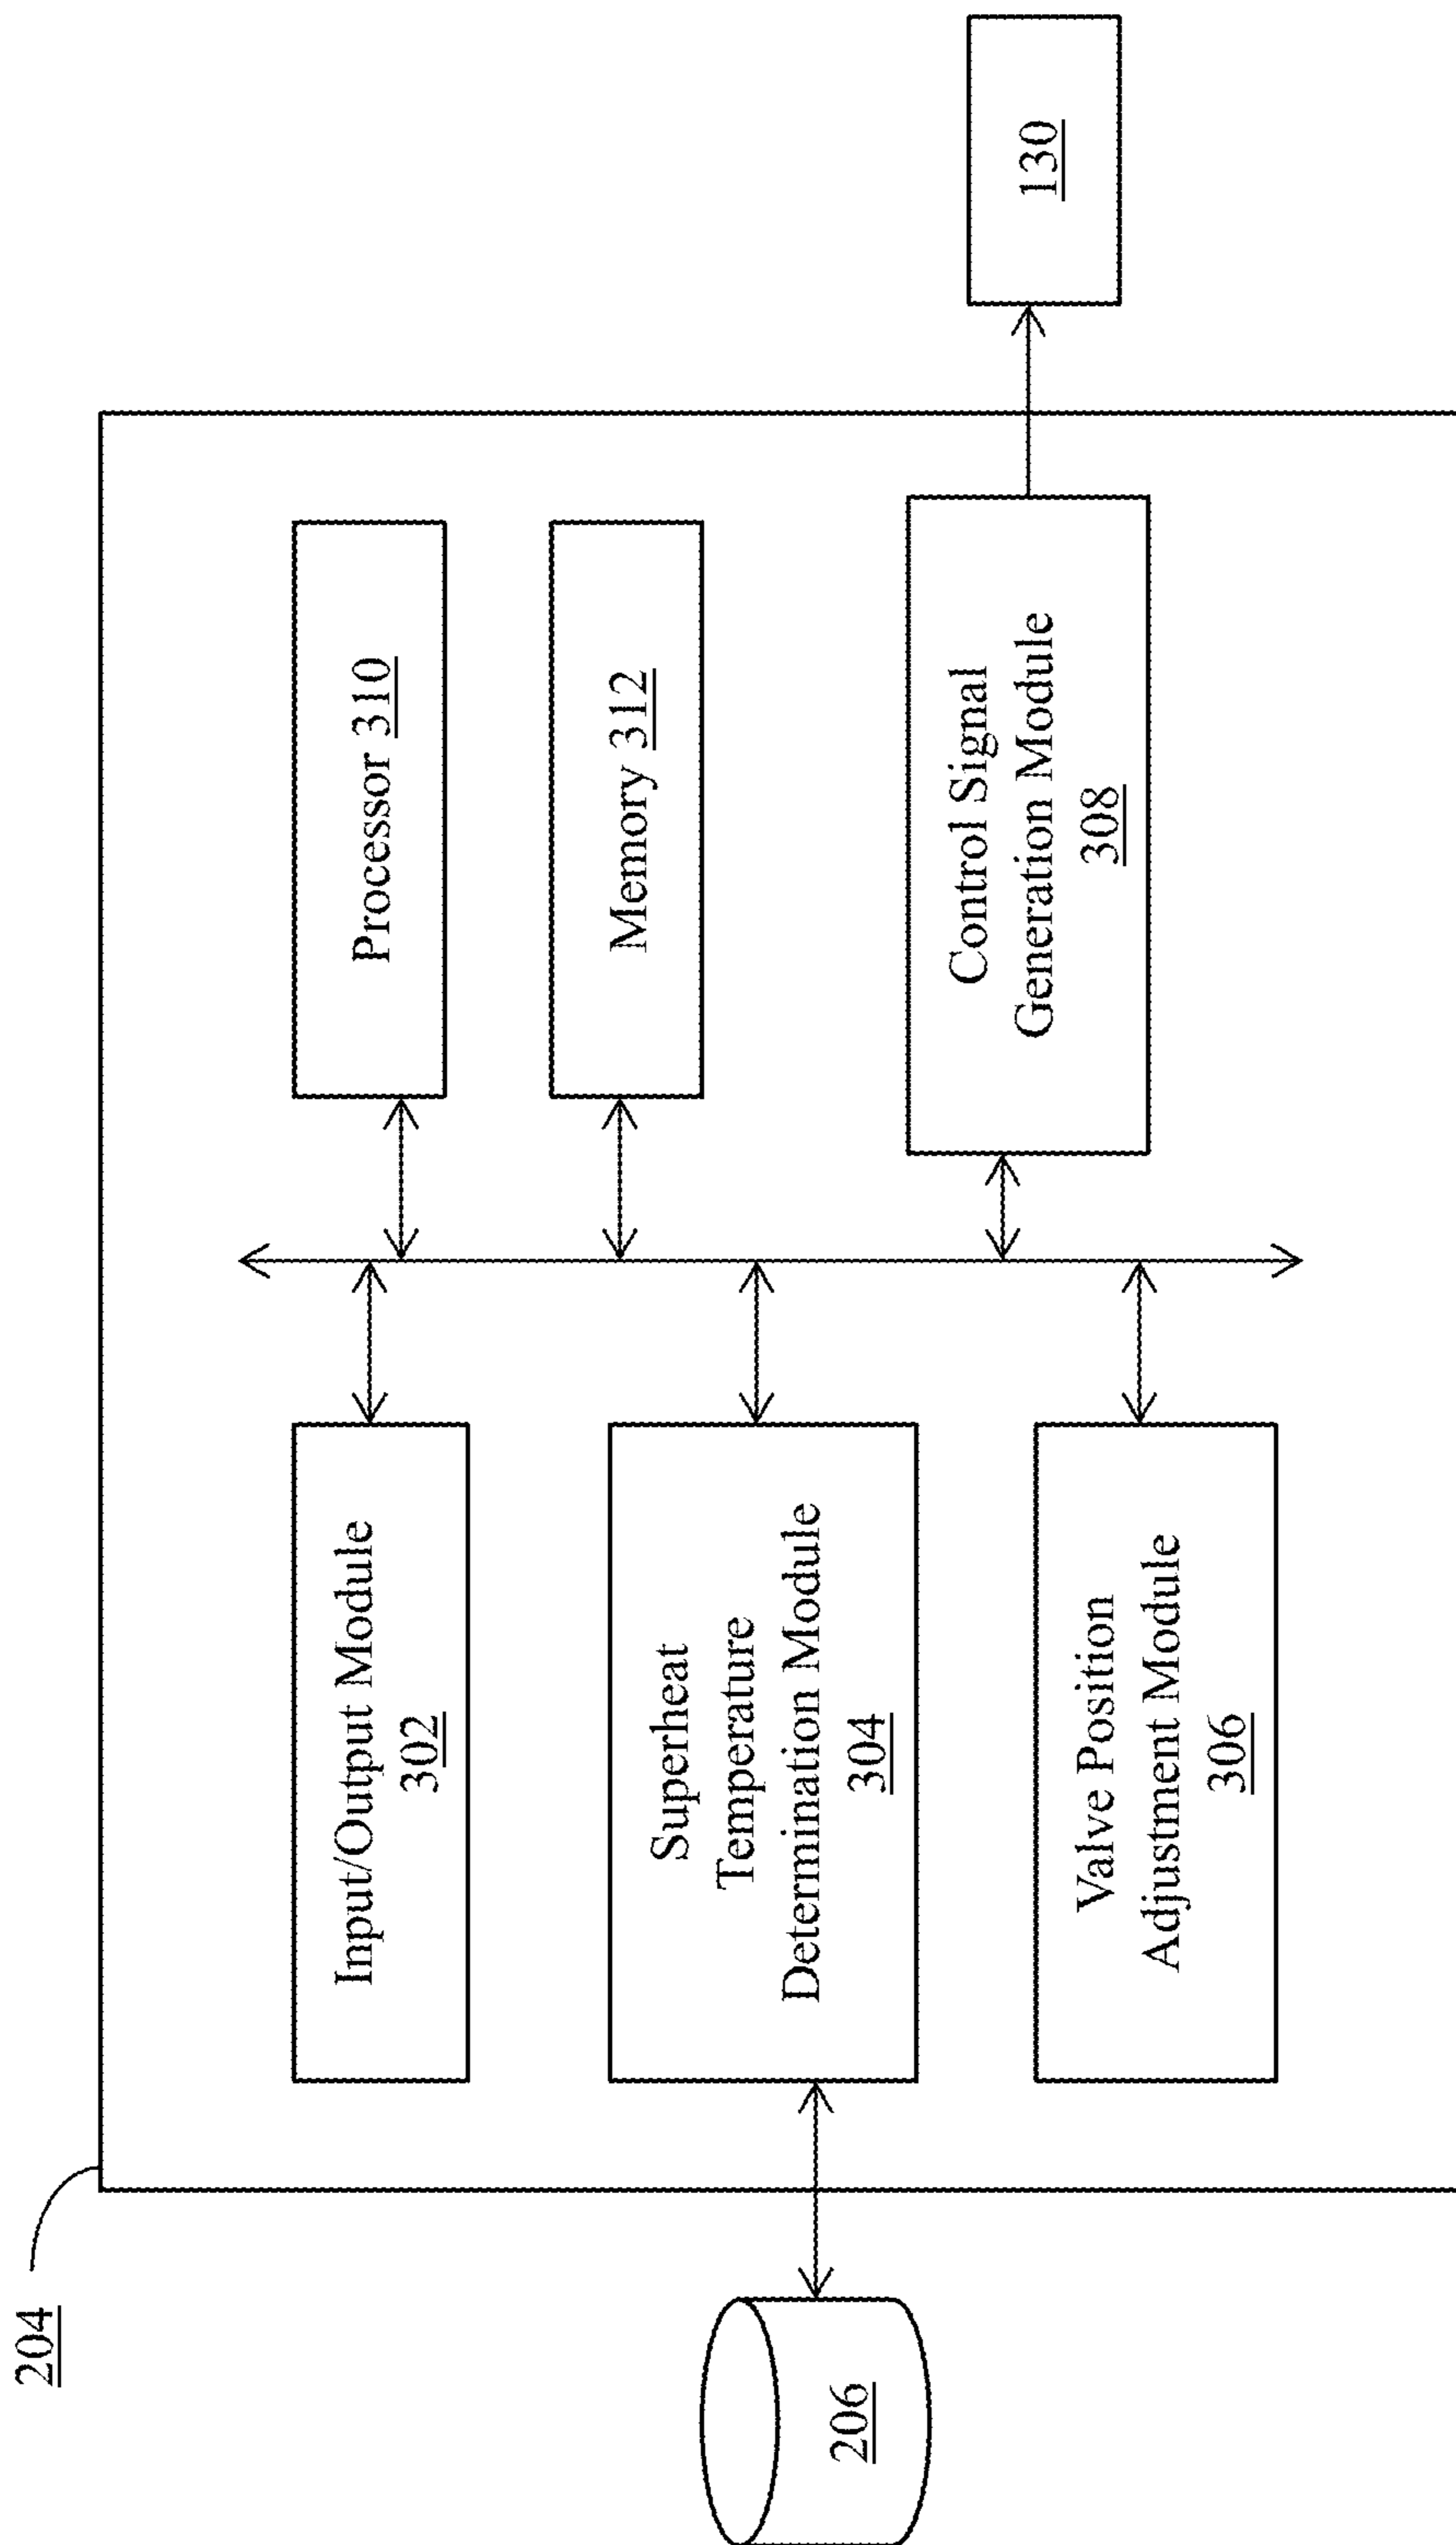 204
206
Input/Output Module
302
Superheat
Temperature
Determination Module
304
Valve Position
Adjustment Module
306
Processor 310
Memory 312
Control Signal
Generation Module
308
130